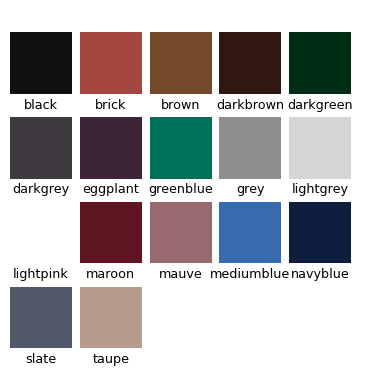 black brick brown darkbrown darkgreen
darkgrey eggplant greenblue grey lightgrey
lightpink maroon mauve mediumblue navyblue
slate taupe